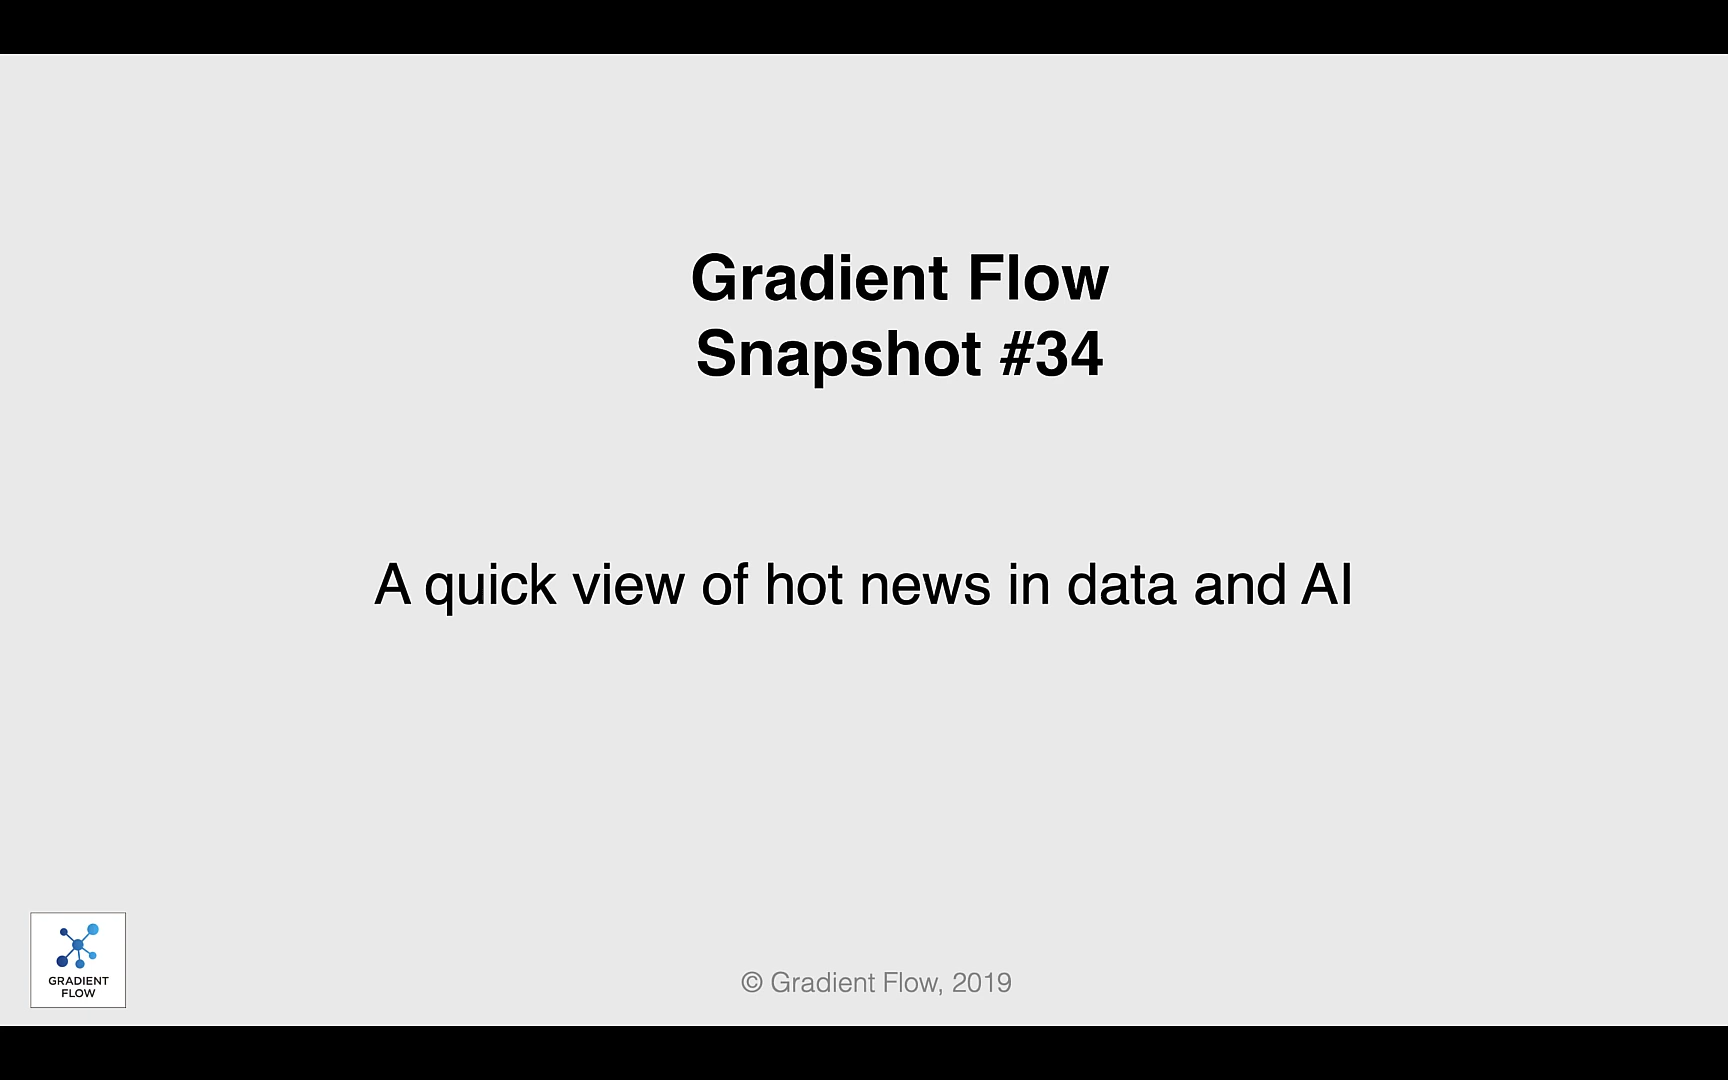 Gradient Flow
Snapshot #34
A quick view of hot news in data and AI
GRADIENT
FLOW
© Gradient Flow, 2019